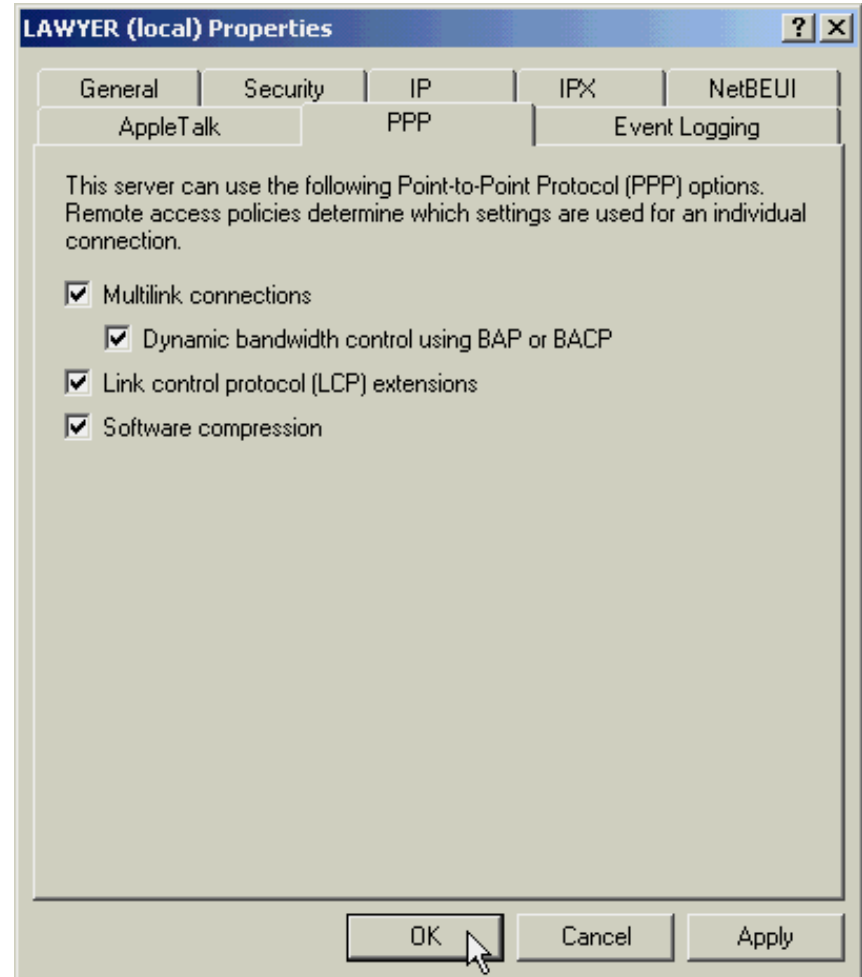 LAWYER (local) Properties
General Security IP IPX NetBEUI
AppleTalk PPP Event Logging
This server can use the following Point-to-Point Protocol (PPP) options.
Remote access policies determine which settings are used for an individual
connection.
Multilink connections
Dynamic bandwidth control using BAP or BACP
Link control protocol (LCP) extensions
Software compression
OK Cancel Apply